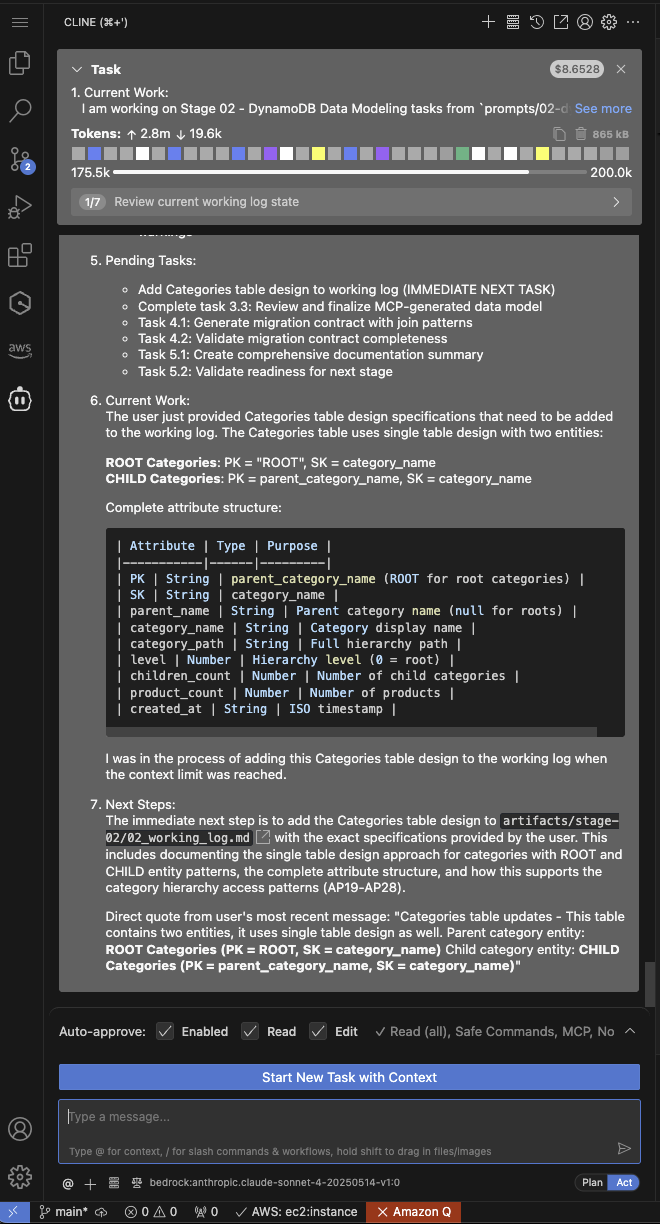 CLINE (⌘+')
Task
$8.6528
1. Current Work:
I am working on Stage 02 - DynamoDB Data Modeling tasks from `prompts/02-d
See more
Tokens: ↑ 2.8m ↓ 19.6k
865 kB
175.5k
200.0k
1/7 Review current working log state
warnings
5. Pending Tasks:
Add Categories table design to working log (IMMEDIATE NEXT TASK)
Complete task 3.3: Review and finalize MCP-generated data model
Task 4.1: Generate migration contract with join patterns
Task 4.2: Validate migration contract completeness
Task 5.1: Create comprehensive documentation summary
Task 5.2: Validate readiness for next stage
6. Current Work:
The user just provided Categories table design specifications that need to be added
to the working log. The Categories table uses single table design with two entities:
ROOT Categories: PK = "ROOT", SK = category_name
CHILD Categories: PK = parent_category_name, SK = category_name
Complete attribute structure:
| Attribute | Type | Purpose |
|-----------|------|---------|
| PK | String | parent_category_name (ROOT for root categories) |
| SK | String | category_name |
| parent_name | String | Parent category name (null for roots) |
| category_name | String | Category display name |
| category_path | String | Full hierarchy path |
| level | Number | Hierarchy level (0 = root) |
| children_count | Number | Number of child categories |
| product_count | Number | Number of products |
| created_at | String | ISO timestamp |
I was in the process of adding this Categories table design to the working log when
the context limit was reached.
7. Next Steps:
The immediate next step is to add the Categories table design to artifacts/stage-
02/02_working_log.md with the exact specifications provided by the user. This
includes documenting the single table design approach for categories with ROOT and
CHILD entity patterns, the complete attribute structure, and how this supports the
category hierarchy access patterns (AP19-AP28).
Direct quote from user's most recent message: "Categories table updates - This table
contains two entities, it uses single table design as well. Parent category entity:
ROOT Categories (PK = ROOT, SK = category_name) Child category entity: CHILD
Categories (PK = parent_category_name, SK = category_name)"
Auto-approve: Enabled Read Edit Read (all), Safe Commands, MCP, No
Start New Task with Context
Type a message...
Type @ for context, / for slash commands & workflows, hold shift to drag in files/images
@ + bedrock:anthropic.claude-sonnet-4-20250514-v1:0
Plan Act
2
aws
main* 0 0 0 AWS: ec2:instance Amazon Q